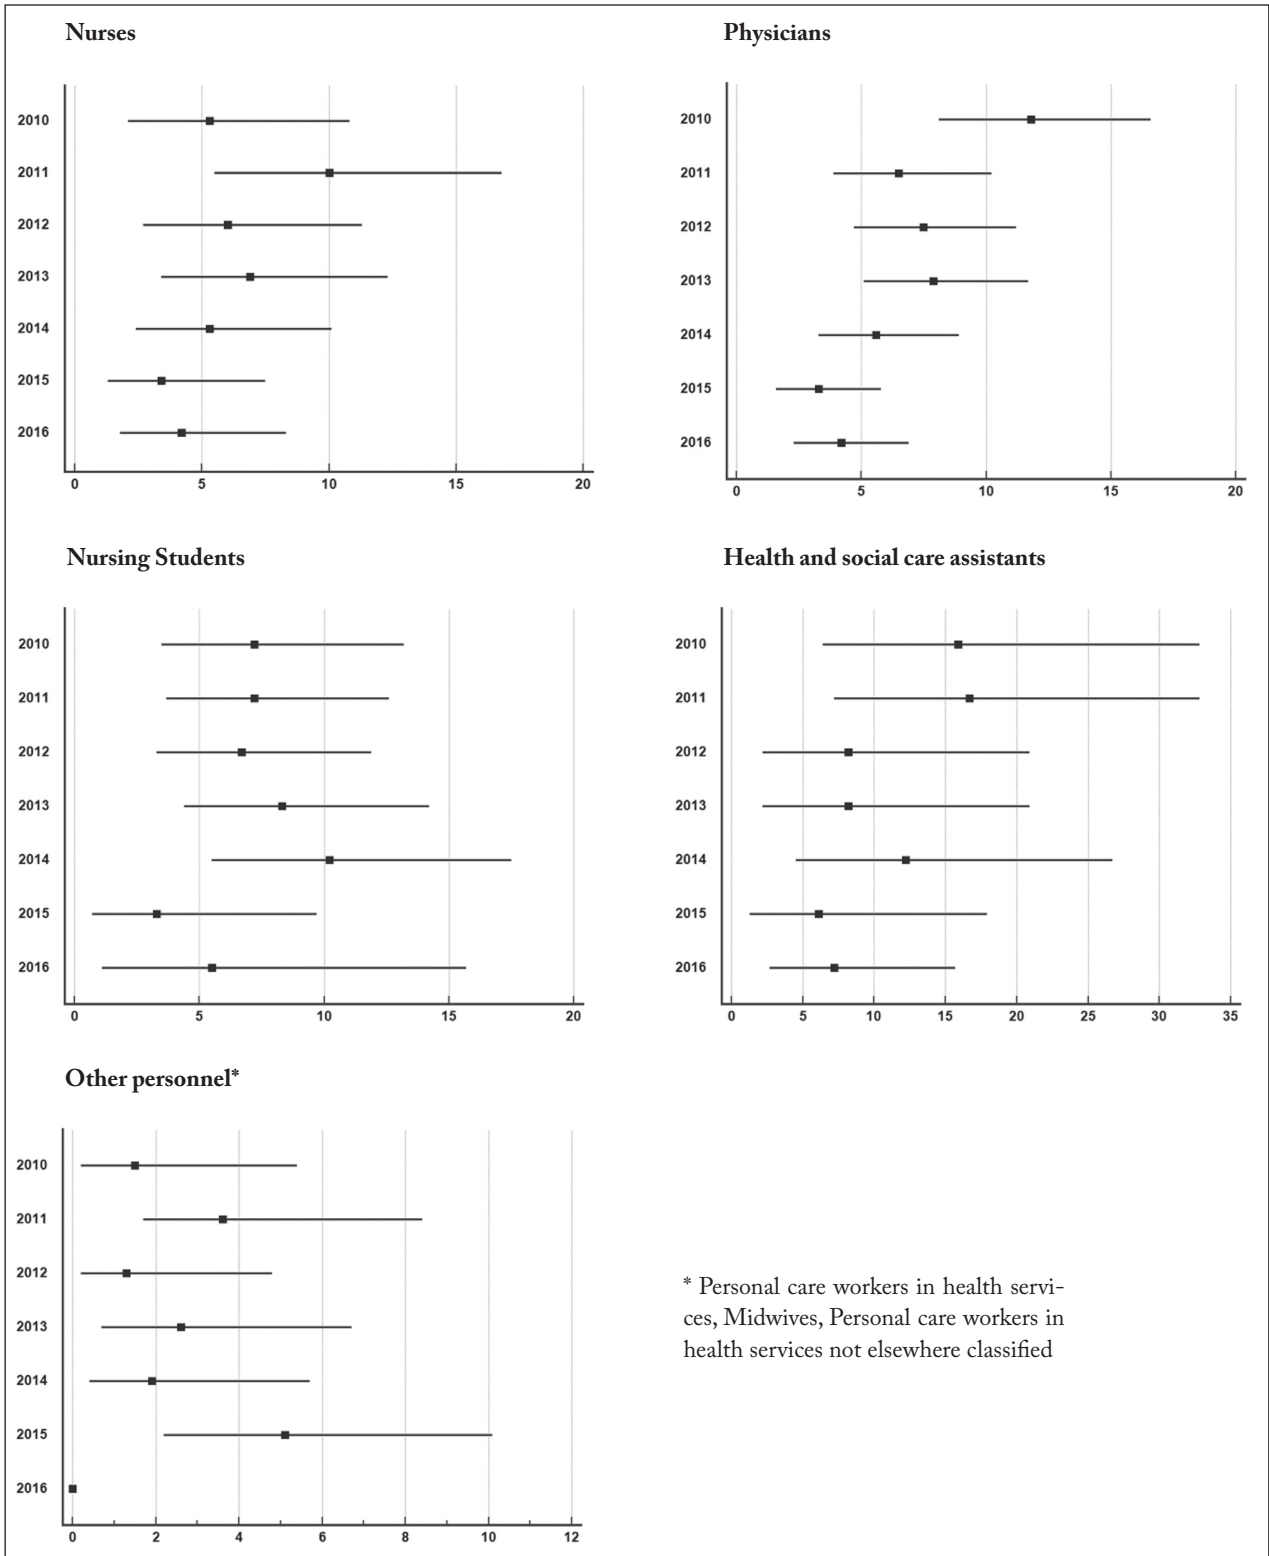 Nurses
2010
2011
2012
2013
2014
2015
2016
0 5 10 15 20
Physicians
2010
2011
2012
2013
2014
2015
2016
0 5 10 15 20
Nursing Students
2010
2011
2012
2013
2014
2015
2016
0 5 10 15 20
Health and social care assistants
2010
2011
2012
2013
2014
2015
2016
0 5 10 15 20 25 30 35
Other personnel*
2010
2011
2012
2013
2014
2015
2016
0 2 4 6 8 10 12
* Personal care workers in health servi-
ces, Midwives, Personal care workers in
health services not elsewhere classified